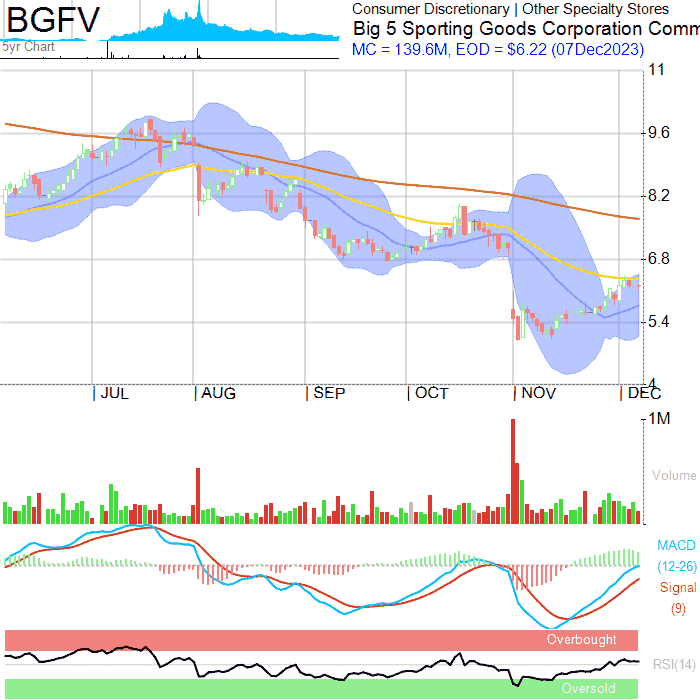 BGFV
5yr Chart
Consumer Discretionary | Other Specialty Stores
Big 5 Sporting Goods Corporation Comm
MC = 139.6M, EOD = $6.22 (07Dec2023)
11
9.6
8.2
6.8
5.4
4
JUL AUG SEP OCT NOV DEC
1M
Volume
MACD
(12-26)
Signal
(9)
Overbought
RSI(14)
Oversold